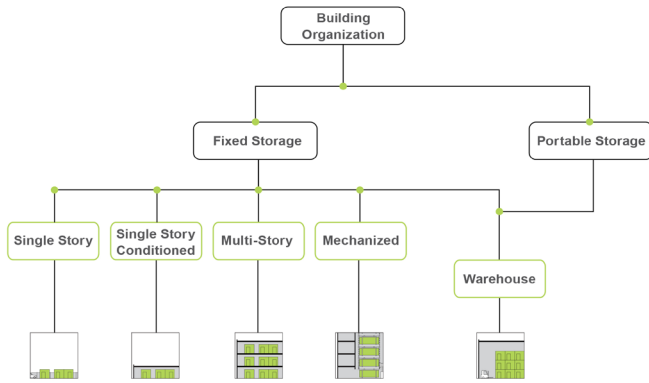 Building
Organization
Fixed Storage
Portable Storage
Single Story
Single Story
Conditioned
Multi-Story
Mechanized
Warehouse